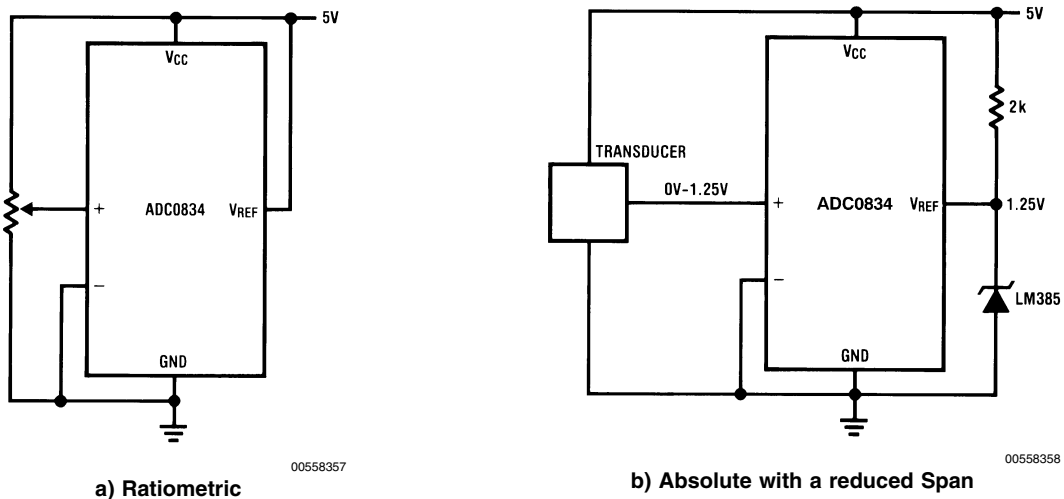 5V
VCC
+
ADC0834
VREF
−
GND
00558357
a) Ratiometric
5V
VCC
2k
TRANSDUCER
0V–1.25V
+
ADC0834
VREF
1.25V
−
LM385
GND
00558358
b) Absolute with a reduced Span